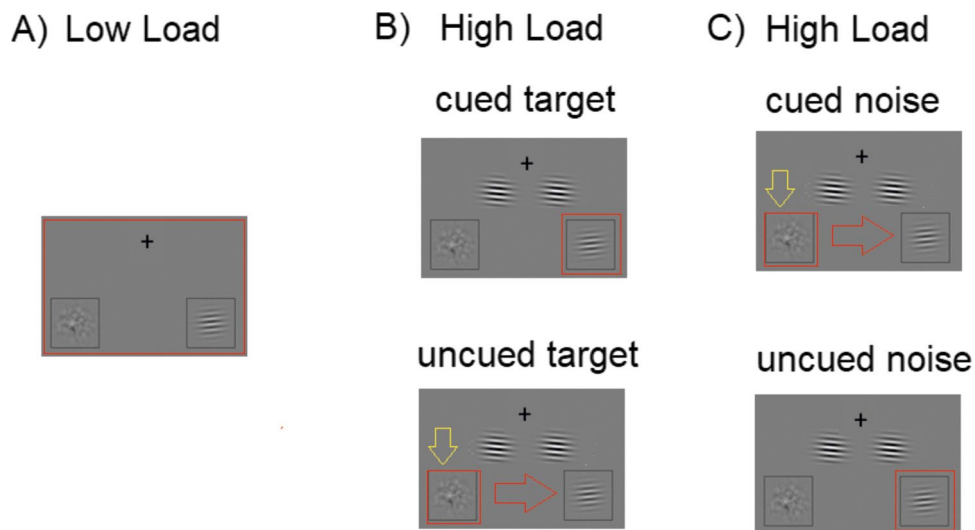 A) Low Load
B) High Load
cued target
uncued target
C) High Load
cued noise
uncued noise